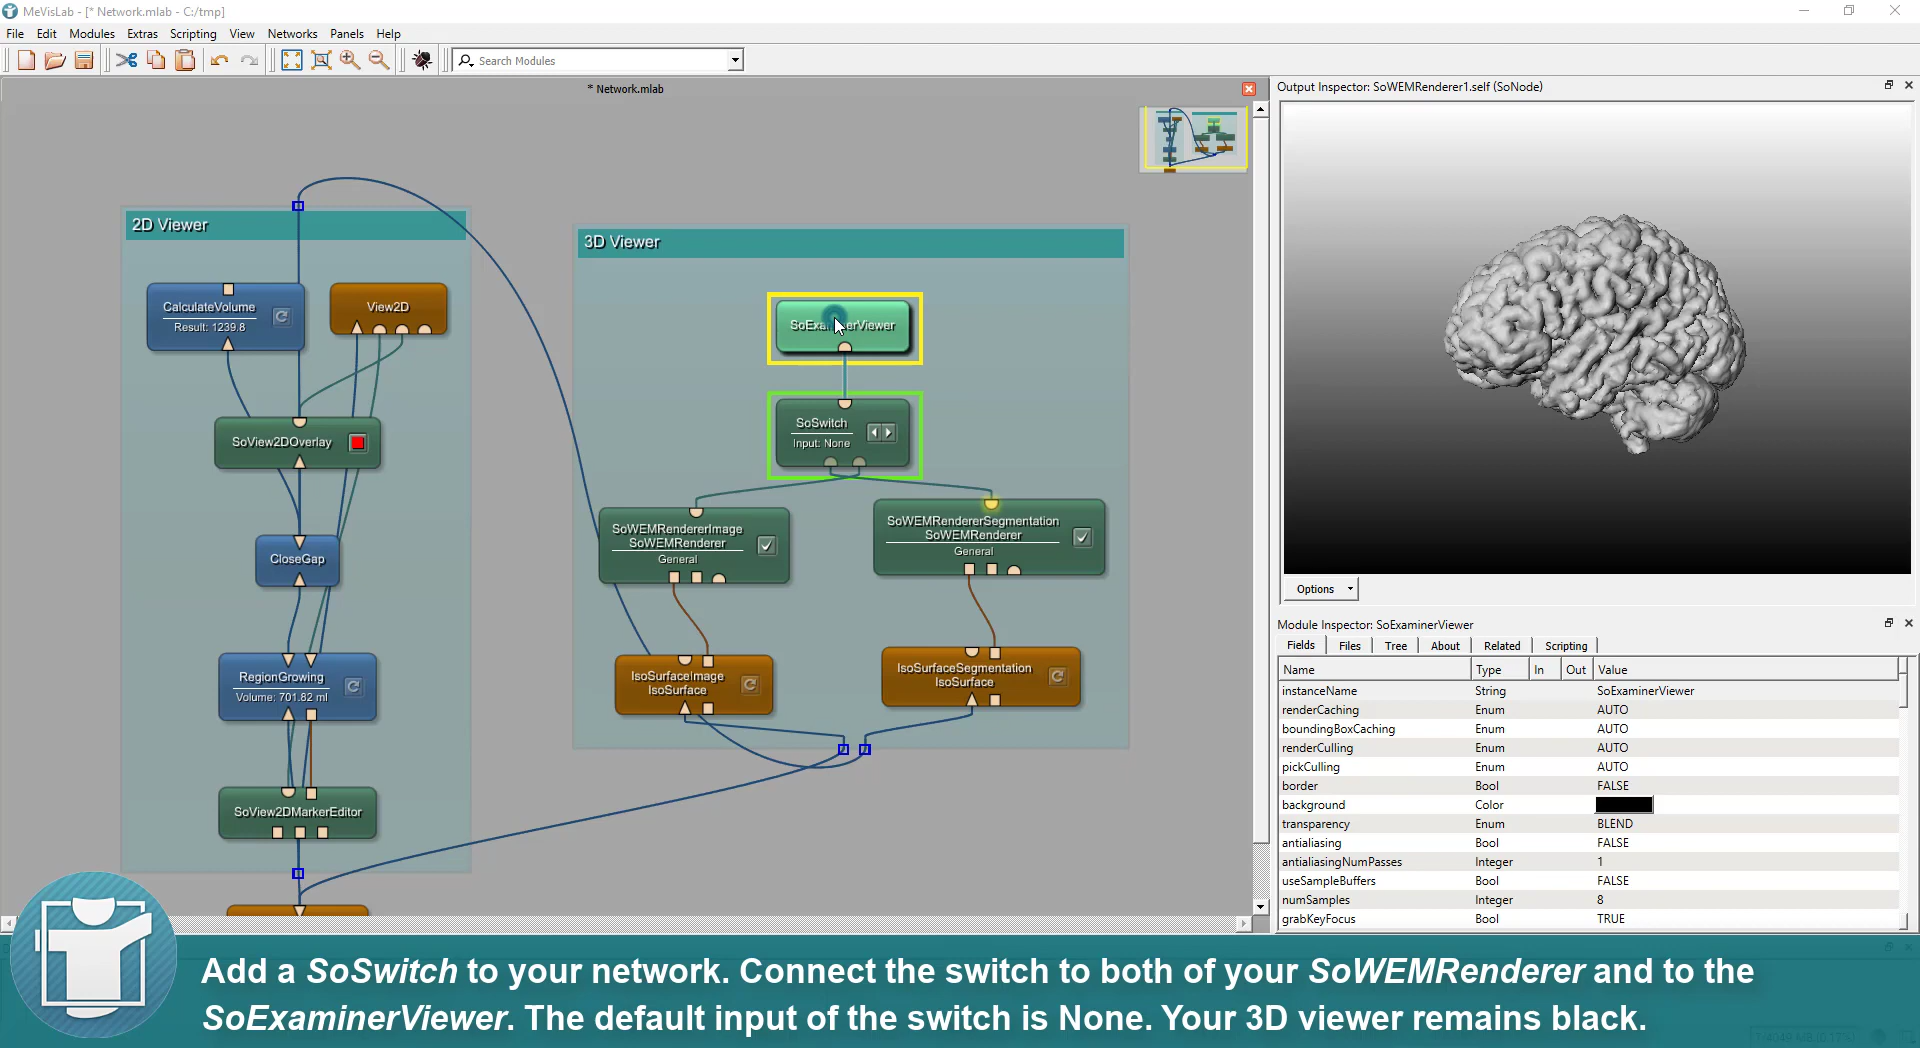 MeVisLab - [* Network.mlab - C:/tmp]
File Edit Modules Extras Scripting View Networks Panels Help
Search Modules
* Network.mlab
2D Viewer
CalculateVolume
Result: 1239.8
View2D
SoView2DOverlay
CloseGap
RegionGrowing
Volume: 701.82 ml
SoView2DMarkerEditor
3D Viewer
SoExaminerViewer
SoSwitch
Input: None
SoWEMRendererImage
SoWEMRenderer
General
SoWEMRendererSegmentation
SoWEMRenderer
General
IsoSurfaceImage
IsoSurface
IsoSurfaceSegmentation
IsoSurface
Output Inspector: SoWEMRenderer1.self (SoNode)
Options
Module Inspector: SoExaminerViewer
Fields Files Tree About Related Scripting
Name Type In Out Value
instanceName String SoExaminerViewer
renderCaching Enum AUTO
boundingBoxCaching Enum AUTO
renderCulling Enum AUTO
pickCulling Enum AUTO
border Bool FALSE
background Color
transparency Enum BLEND
antialiasing Bool FALSE
antialiasingNumPasses Integer 1
useSampleBuffers Bool FALSE
numSamples Integer 8
grabKeyFocus Bool TRUE
Add a SoSwitch to your network. Connect the switch to both of your SoWEMRenderer and to the
SoExaminerViewer. The default input of the switch is None. Your 3D viewer remains black.